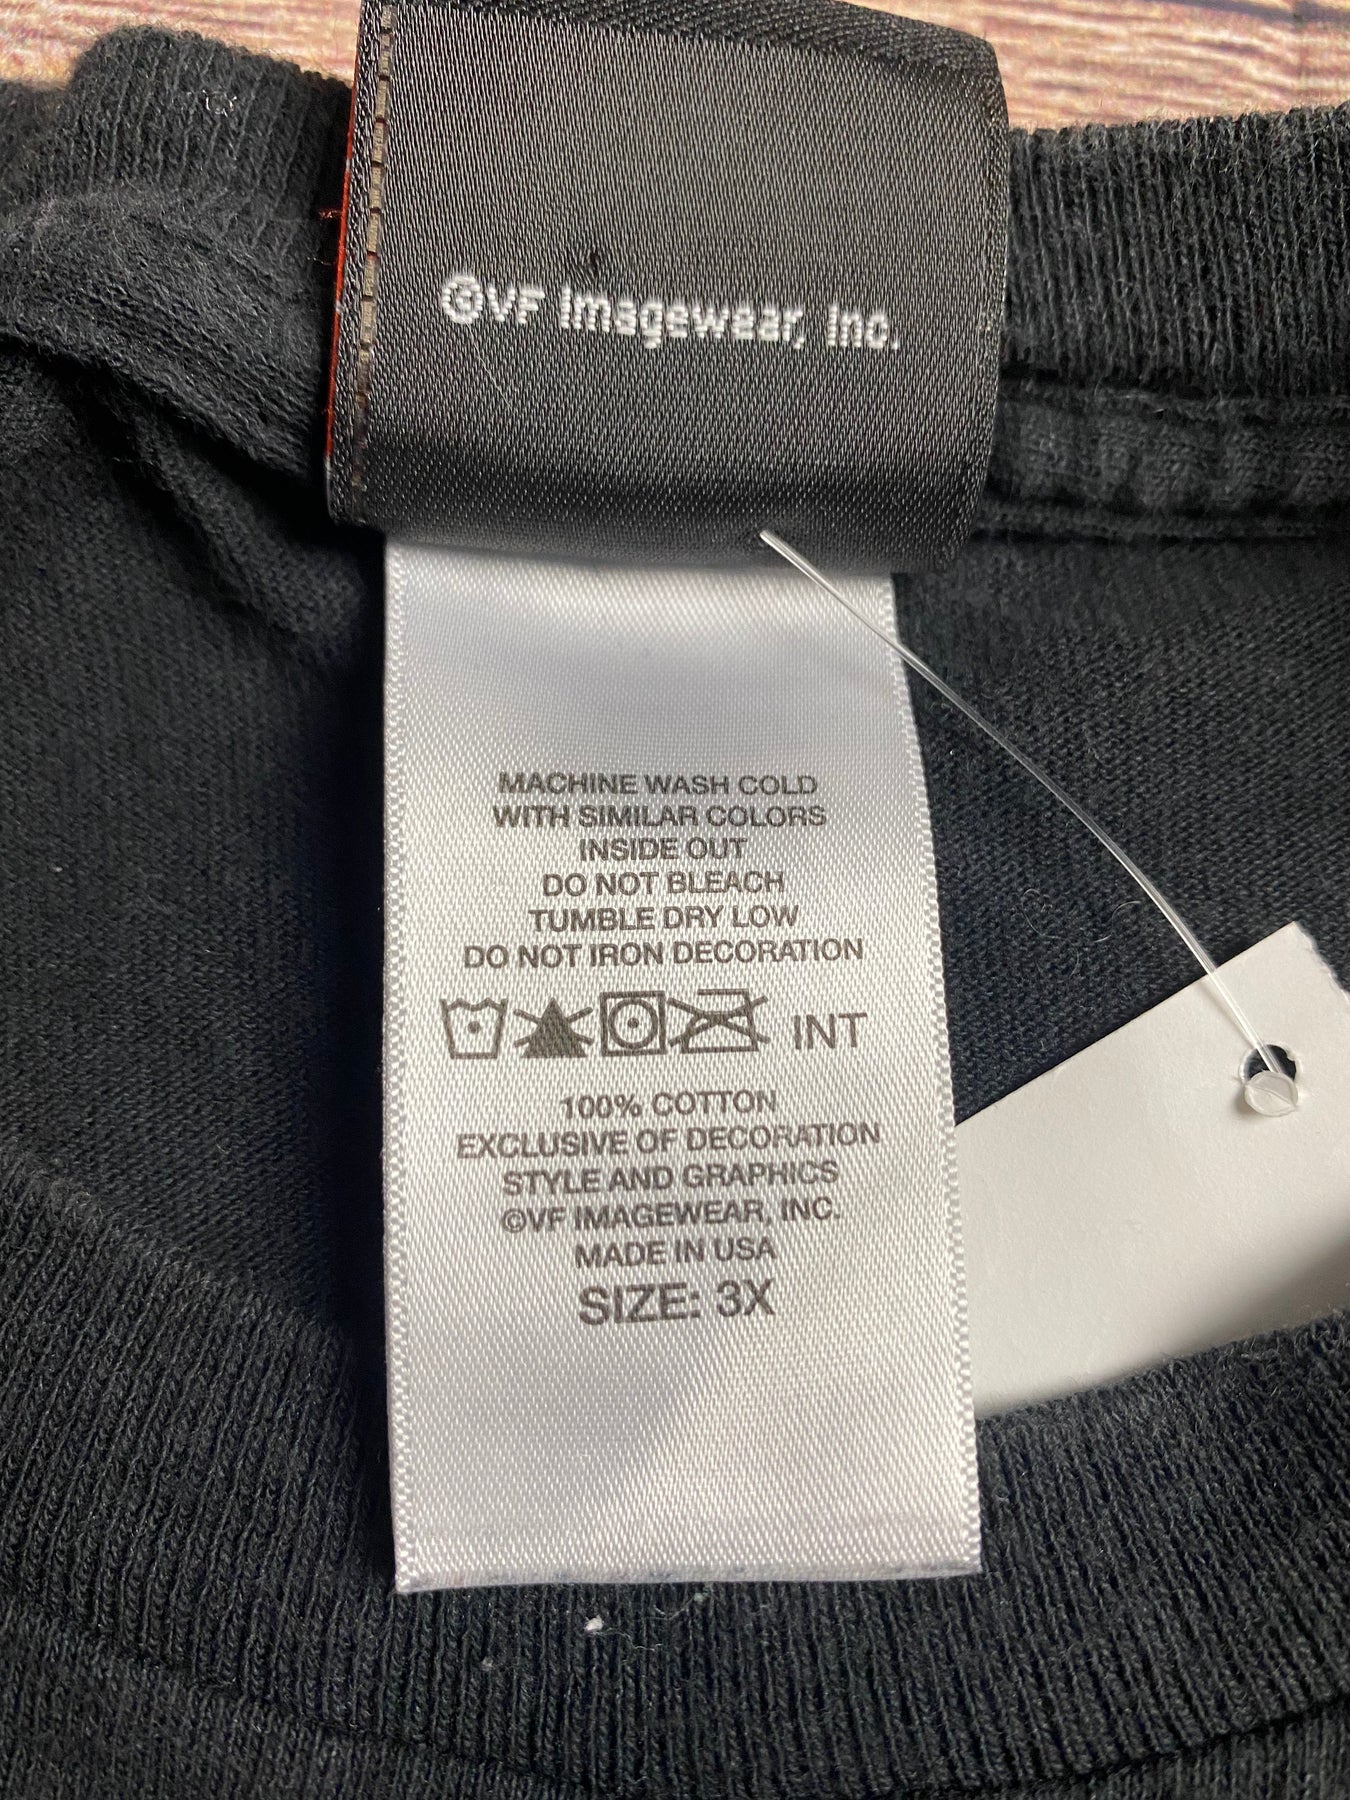 ©VF Imagewear, Inc.
MACHINE WASH COLD
WITH SIMILAR COLORS
INSIDE OUT
DO NOT BLEACH
TUMBLE DRY LOW
DO NOT IRON DECORATION
INT
100% COTTON
EXCLUSIVE OF DECORATION
STYLE AND GRAPHICS
©VF IMAGEWEAR, INC.
MADE IN USA
SIZE: 3X